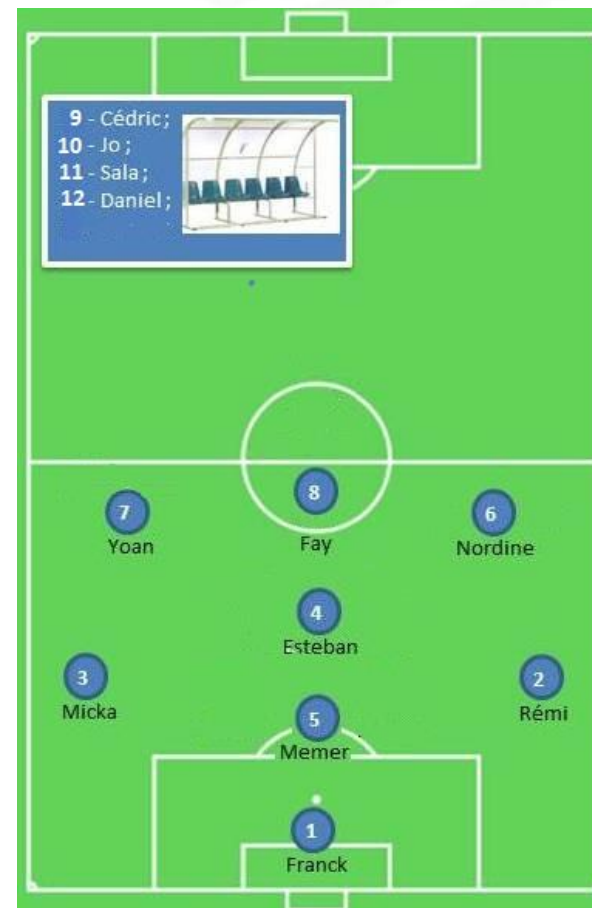 9 - Cédric ;
10 - Jo ;
11 - Sala ;
12 - Daniel ;
7
Yoan
8
Fay
6
Nordine
4
Esteban
3
Micka
2
Rémi
5
Memer
1
Franck